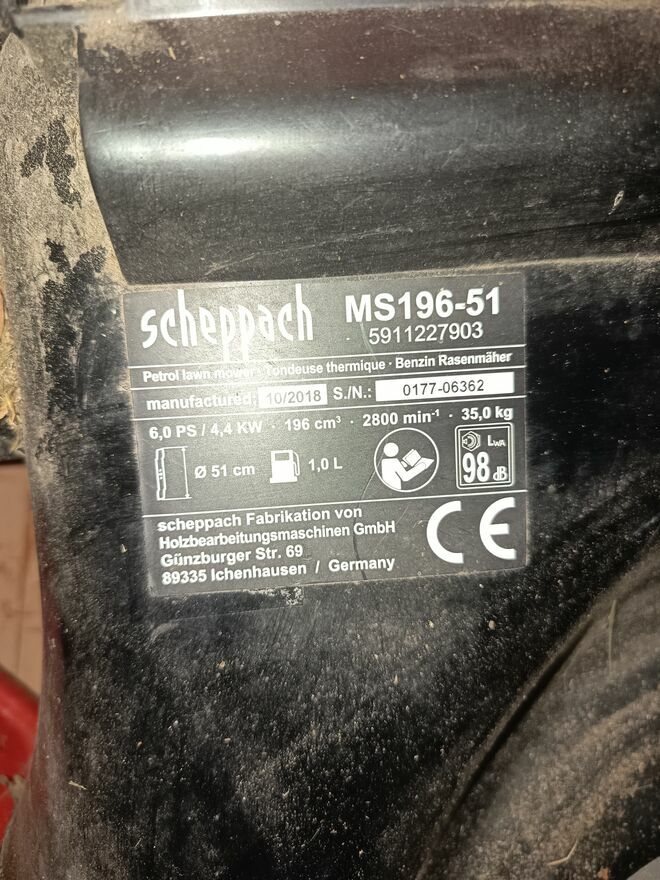 scheppach MS196-51
5911227903
Petrol lawn mower · Tondeuse thermique · Benzin Rasenmäher
manufactured: 10/2018 S./N.: 0177-06362
6,0 PS / 4,4 KW · 196 cm³ · 2800 min⁻¹ · 35,0 kg
Ø 51 cm 1,0 L LWA 98 dB
scheppach Fabrikation von
Holzbearbeitungsmaschinen GmbH
Günzburger Str. 69
89335 Ichenhausen / Germany
CE